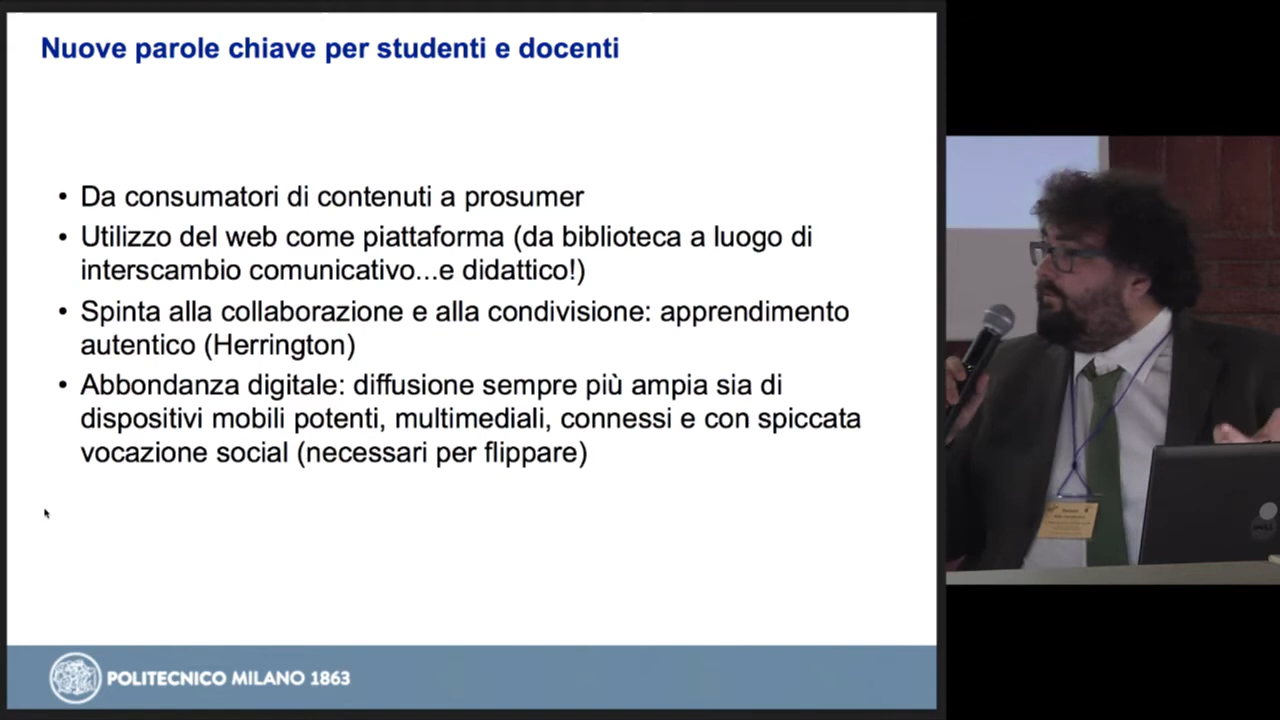 Nuove parole chiave per studenti e docenti
• Da consumatori di contenuti a prosumer
• Utilizzo del web come piattaforma (da biblioteca a luogo di
interscambio comunicativo...e didattico!)
• Spinta alla collaborazione e alla condivisione: apprendimento
autentico (Herrington)
• Abbondanza digitale: diffusione sempre più ampia sia di
dispositivi mobili potenti, multimediali, connessi e con spiccata
vocazione social (necessari per flippare)
POLITECNICO MILANO 1863
DELL